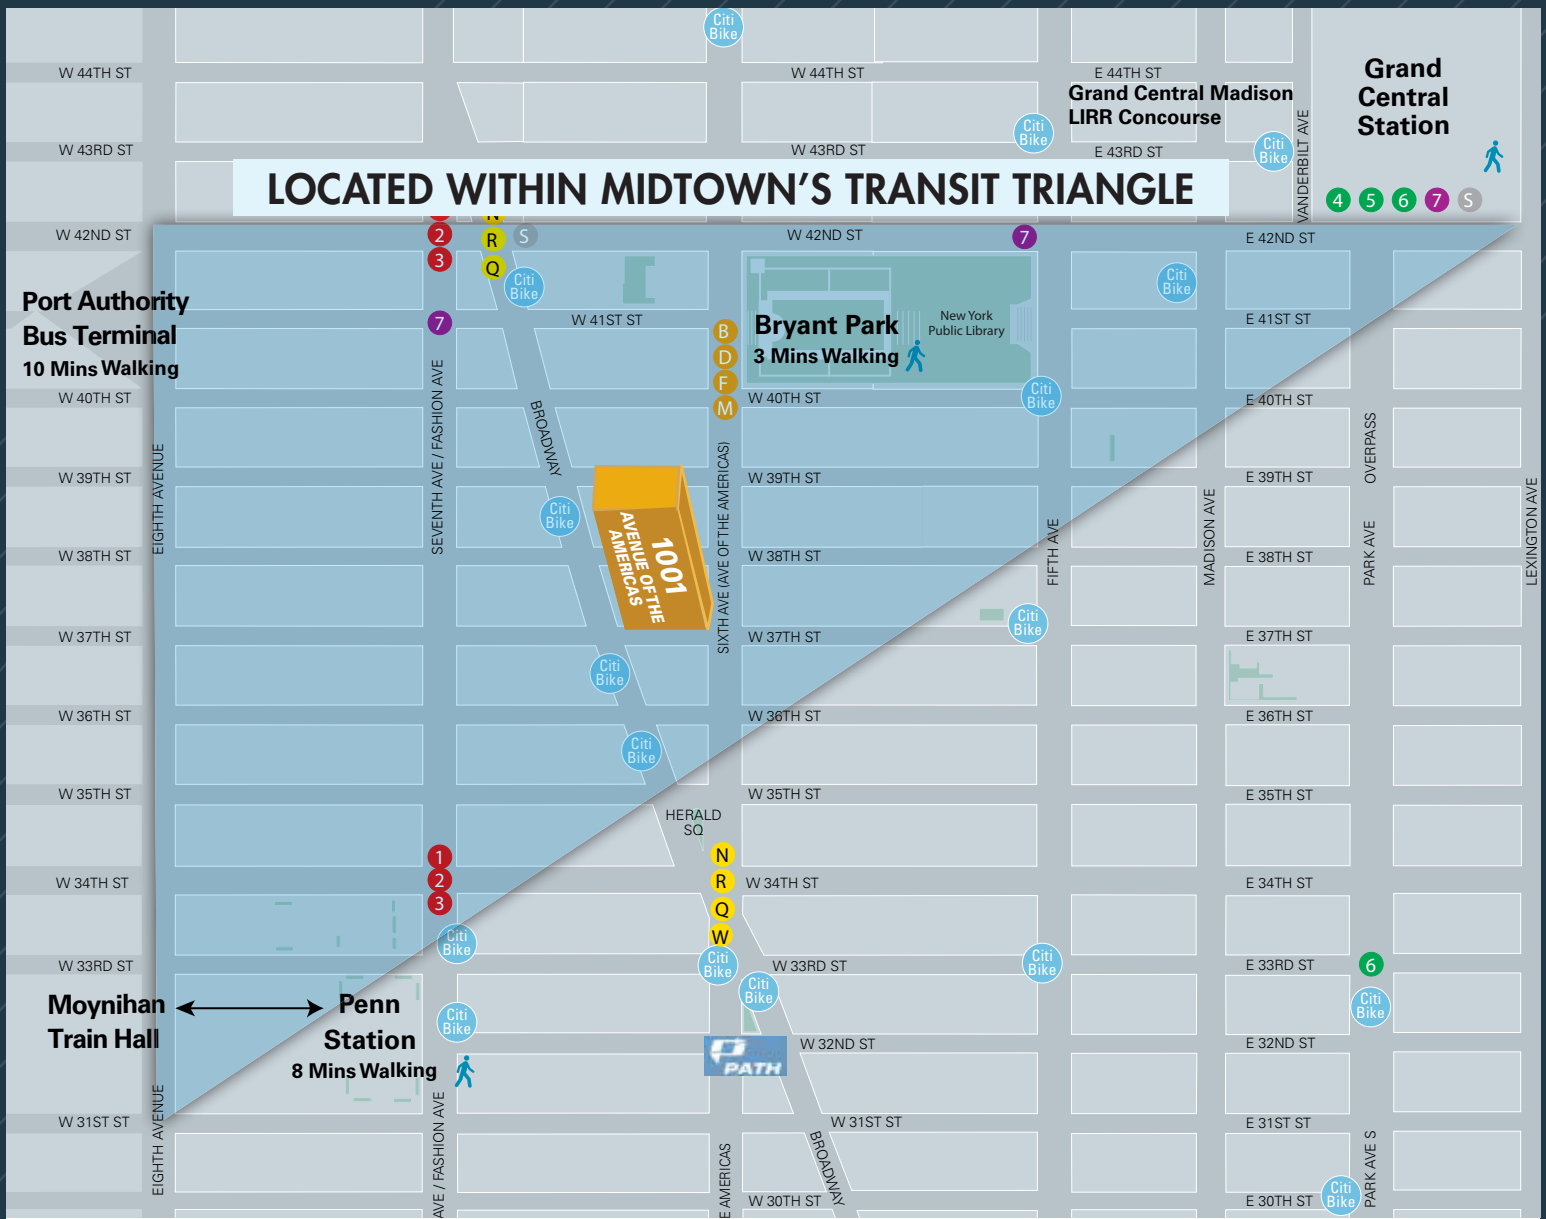 Citi
Bike
W 44TH ST
W 44TH ST
E 44TH ST
Grand
Central
Station
Grand Central Madison
LIRR Concourse
Citi
Bike
Citi
Bike
VANDERBILT AVE
W 43RD ST
W 43RD ST
E 43RD ST
LOCATED WITHIN MIDTOWN'S TRANSIT TRIANGLE
4 5 6 7 S
N
W 42ND ST
2
R
S
W 42ND ST
7
E 42ND ST
3
Q
Citi
Bike
Citi
Bike
Port Authority
Bus Terminal
10 Mins Walking
7
W 41ST ST
B
D
F
M
Bryant Park
3 Mins Walking
New York
Public Library
E 41ST ST
W 40TH ST
W 40TH ST
Citi
Bike
E 40TH ST
EIGHTH AVENUE
SEVENTH AVE / FASHION AVE
BROADWAY
SIXTH AVE (AVE OF THE AMERICAS)
FIFTH AVE
MADISON AVE
PARK AVE
OVERPASS
LEXINGTON AVE
W 39TH ST
W 39TH ST
E 39TH ST
Citi
Bike
1001
AVENUE OF THE
AMERICAS
W 38TH ST
W 38TH ST
E 38TH ST
Citi
Bike
W 37TH ST
W 37TH ST
E 37TH ST
Citi
Bike
W 36TH ST
W 36TH ST
E 36TH ST
Citi
Bike
W 35TH ST
W 35TH ST
E 35TH ST
HERALD
SQ
1
2
3
N
R
Q
W
W 34TH ST
W 34TH ST
E 34TH ST
Citi
Bike
Citi
Bike
Citi
Bike
W 33RD ST
W 33RD ST
E 33RD ST
6
Citi
Bike
Citi
Bike
Citi
Bike
Moynihan
Train Hall
Penn
Station
8 Mins Walking
PATH
W 32ND ST
E 32ND ST
W 31ST ST
W 31ST ST
E 31ST ST
EIGHTH AVENUE
AVE / FASHION AVE
E AMERICAS
BROADWAY
PARK AVE S
W 30TH ST
E 30TH ST
Citi
Bike